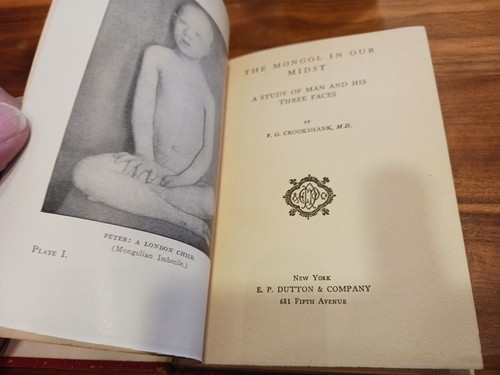 PETER: A LONDON CHILD.
(Mongolian Imbecile.)
PLATE I.
THE MONGOL IN OUR
MIDST
A STUDY OF MAN AND HIS
THREE FACES
BY
F. G. CROOKSHANK, M.D.
NEW YORK
E. P. DUTTON & COMPANY
681 FIFTH AVENUE